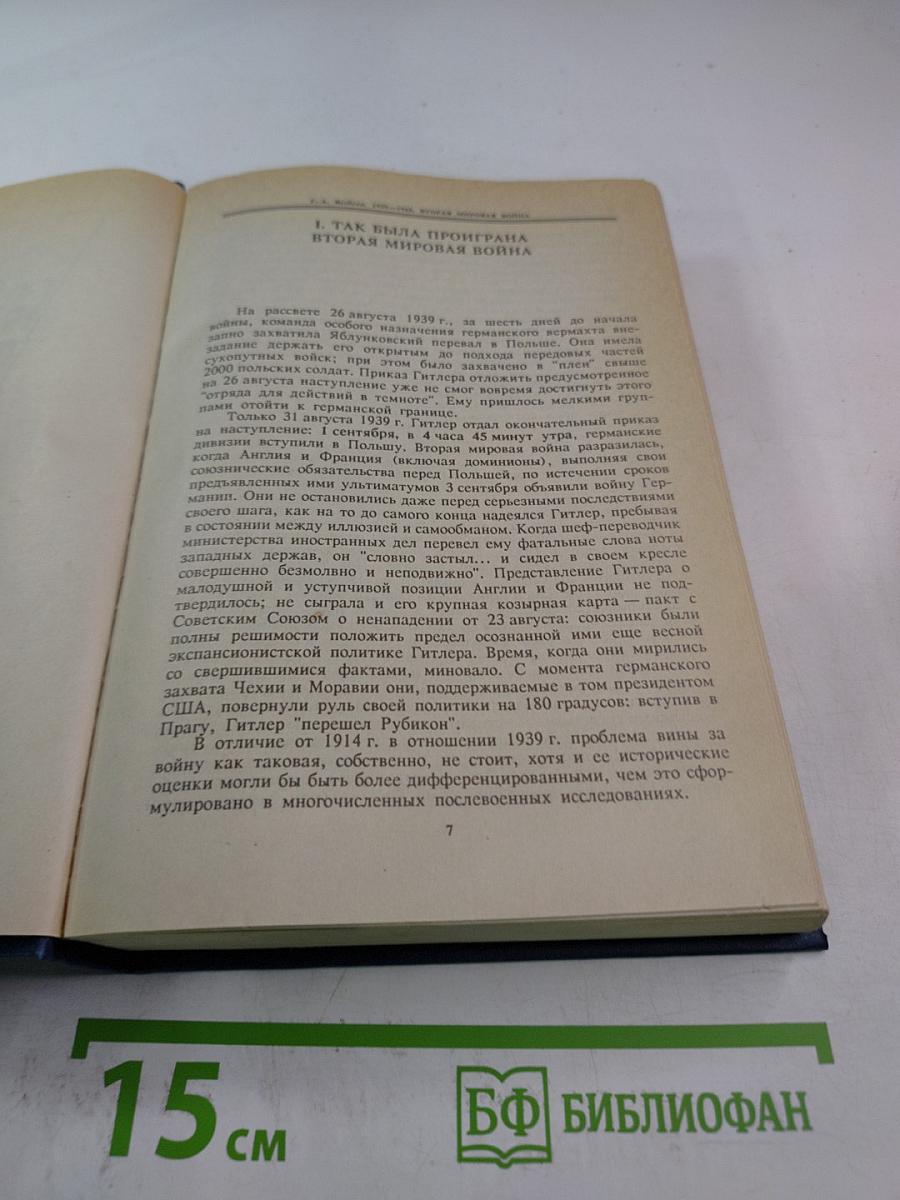 1939—1945. ВТОРАЯ МИРОВАЯ ВОЙНА
I. ТАК БЫЛА ПРОИГРАНА
ВТОРАЯ МИРОВАЯ ВОЙНА
На рассвете 26 августа 1939 г., за шесть дней до начала
войны, команда особого назначения германского вермахта вне-
запно захватила Яблунковский перевал в Польше. Она имела
задание держать его открытым до подхода передовых частей
сухопутных войск; при этом было захвачено в "плен" свыше
2000 польских солдат. Приказ Гитлера отложить предусмотренное
на 26 августа наступление уже не смог вовремя достигнуть этого
"отряда для действий в темноте". Ему пришлось мелкими груп-
пами отойти к германской границе.
Только 31 августа 1939 г. Гитлер отдал окончательный приказ
на наступление: 1 сентября, в 4 часа 45 минут утра, германские
дивизии вступили в Польшу. Вторая мировая война разразилась,
когда Англия и Франция (включая доминионы), выполняя свои
союзнические обязательства перед Польшей, по истечении сроков
предъявленных ими ультиматумов 3 сентября объявили войну Гер-
мании. Они не остановились даже перед серьезными последствиями
своего шага, как на то до самого конца надеялся Гитлер, пребывая
в состоянии между иллюзией и самообманом. Когда шеф-переводчик
министерства иностранных дел перевел ему фатальные слова ноты
западных держав, он "словно застыл... и сидел в своем кресле
совершенно безмолвно и неподвижно". Представление Гитлера о
малодушной и уступчивой позиции Англии и Франции не под-
твердилось; не сыграла и его крупная козырная карта — пакт с
Советским Союзом о ненападении от 23 августа: союзники были
полны решимости положить предел осознанной ими еще весной
экспансионистской политике Гитлера. Время, когда они мирились
со свершившимися фактами, миновало. С момента германского
захвата Чехии и Моравии они, поддерживаемые в том президентом
США, повернули руль своей политики на 180 градусов: вступив в
Прагу, Гитлер "перешел Рубикон".
В отличие от 1914 г. в отношении 1939 г. проблема вины за
войну как таковая, собственно, не стоит, хотя и ее исторические
оценки могли бы быть более дифференцированными, чем это сфор-
мулировано в многочисленных послевоенных исследованиях.
7
15 см
БФ БИБЛИОФАН